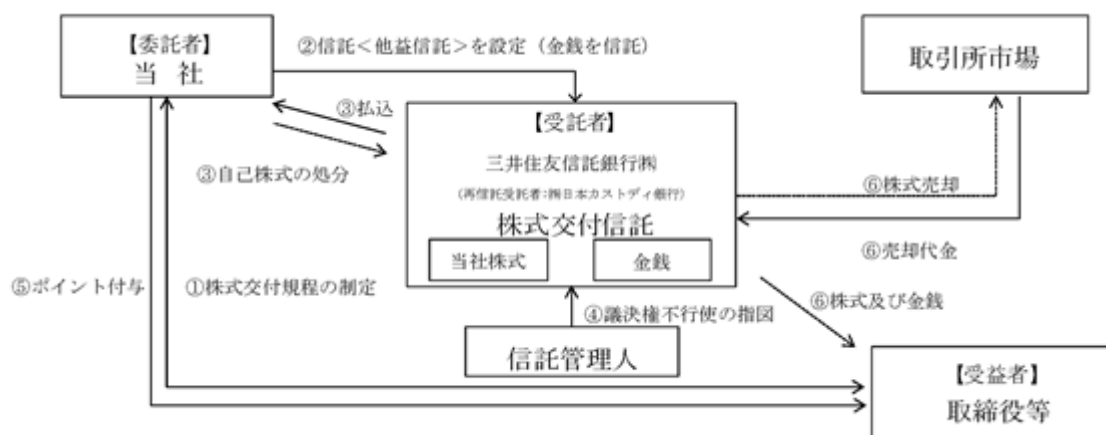 【委託者】
当 社
②信託＜他益信託＞を設定（金銭を信託）
取引所市場
③払込
③自己株式の処分
【受託者】
三井住友信託銀行㈱
(再信託受託者:㈱日本カストディ銀行)
株式交付信託
当社株式
金銭
⑥株式売却
⑥売却代金
⑤ポイント付与
①株式交付規程の制定
④議決権不行使の指図
⑥株式及び金銭
信託管理人
【受益者】
取締役等